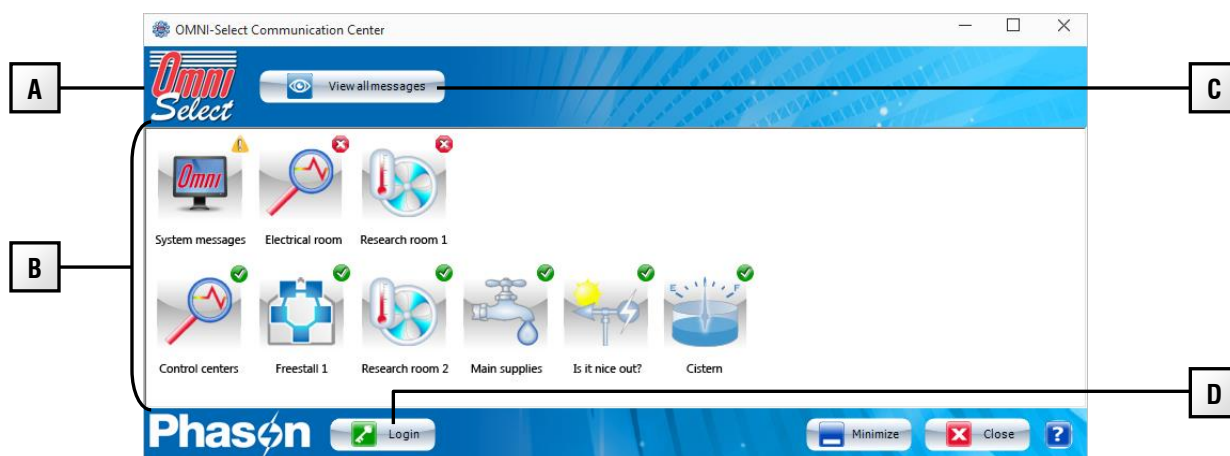 OMNI-Select Communication Center
A
Omni
Select
View all messages
C
Omni
System messages
Electrical room
Research room 1
B
E F
Control centers
Freestall 1
Research room 2
Main supplies
Is it nice out?
Cistern
D
Phason
Login
Minimize
Close
?